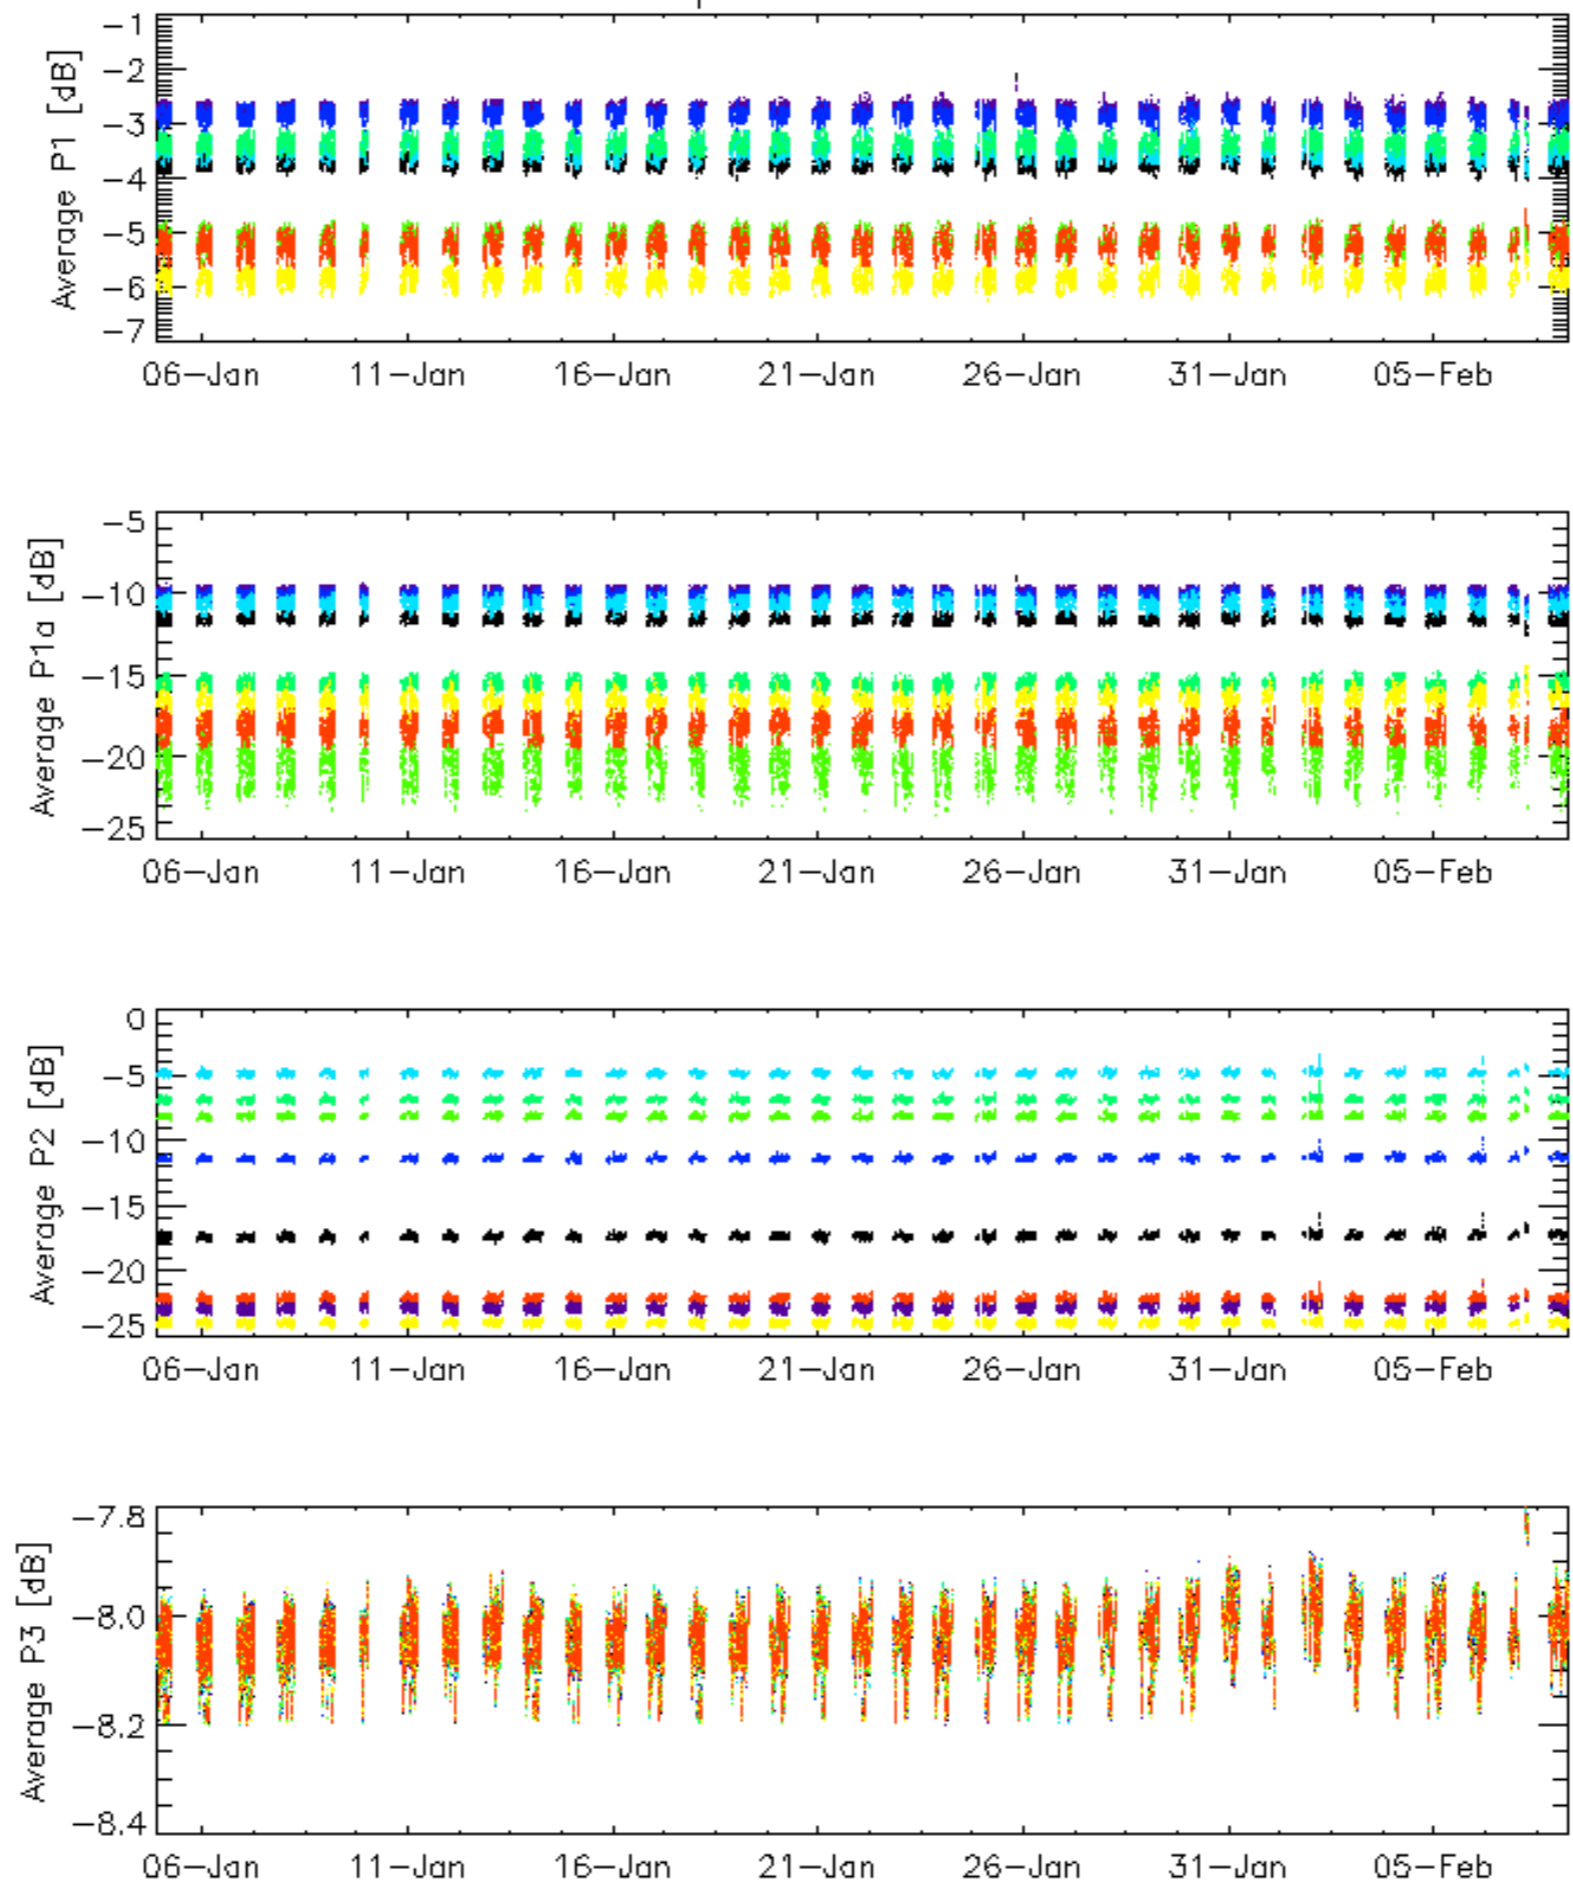 Average P1 [dB]
−1
−2
−3
−4
−5
−6
−7
06−Jan 11−Jan 16−Jan 21−Jan 26−Jan 31−Jan 05−Feb
Average P1a [dB]
−5
−10
−15
−20
−25
06−Jan 11−Jan 16−Jan 21−Jan 26−Jan 31−Jan 05−Feb
Average P2 [dB]
0
−5
−10
−15
−20
−25
06−Jan 11−Jan 16−Jan 21−Jan 26−Jan 31−Jan 05−Feb
Average P3 [dB]
−7.8
−8.0
−8.2
−8.4
06−Jan 11−Jan 16−Jan 21−Jan 26−Jan 31−Jan 05−Feb